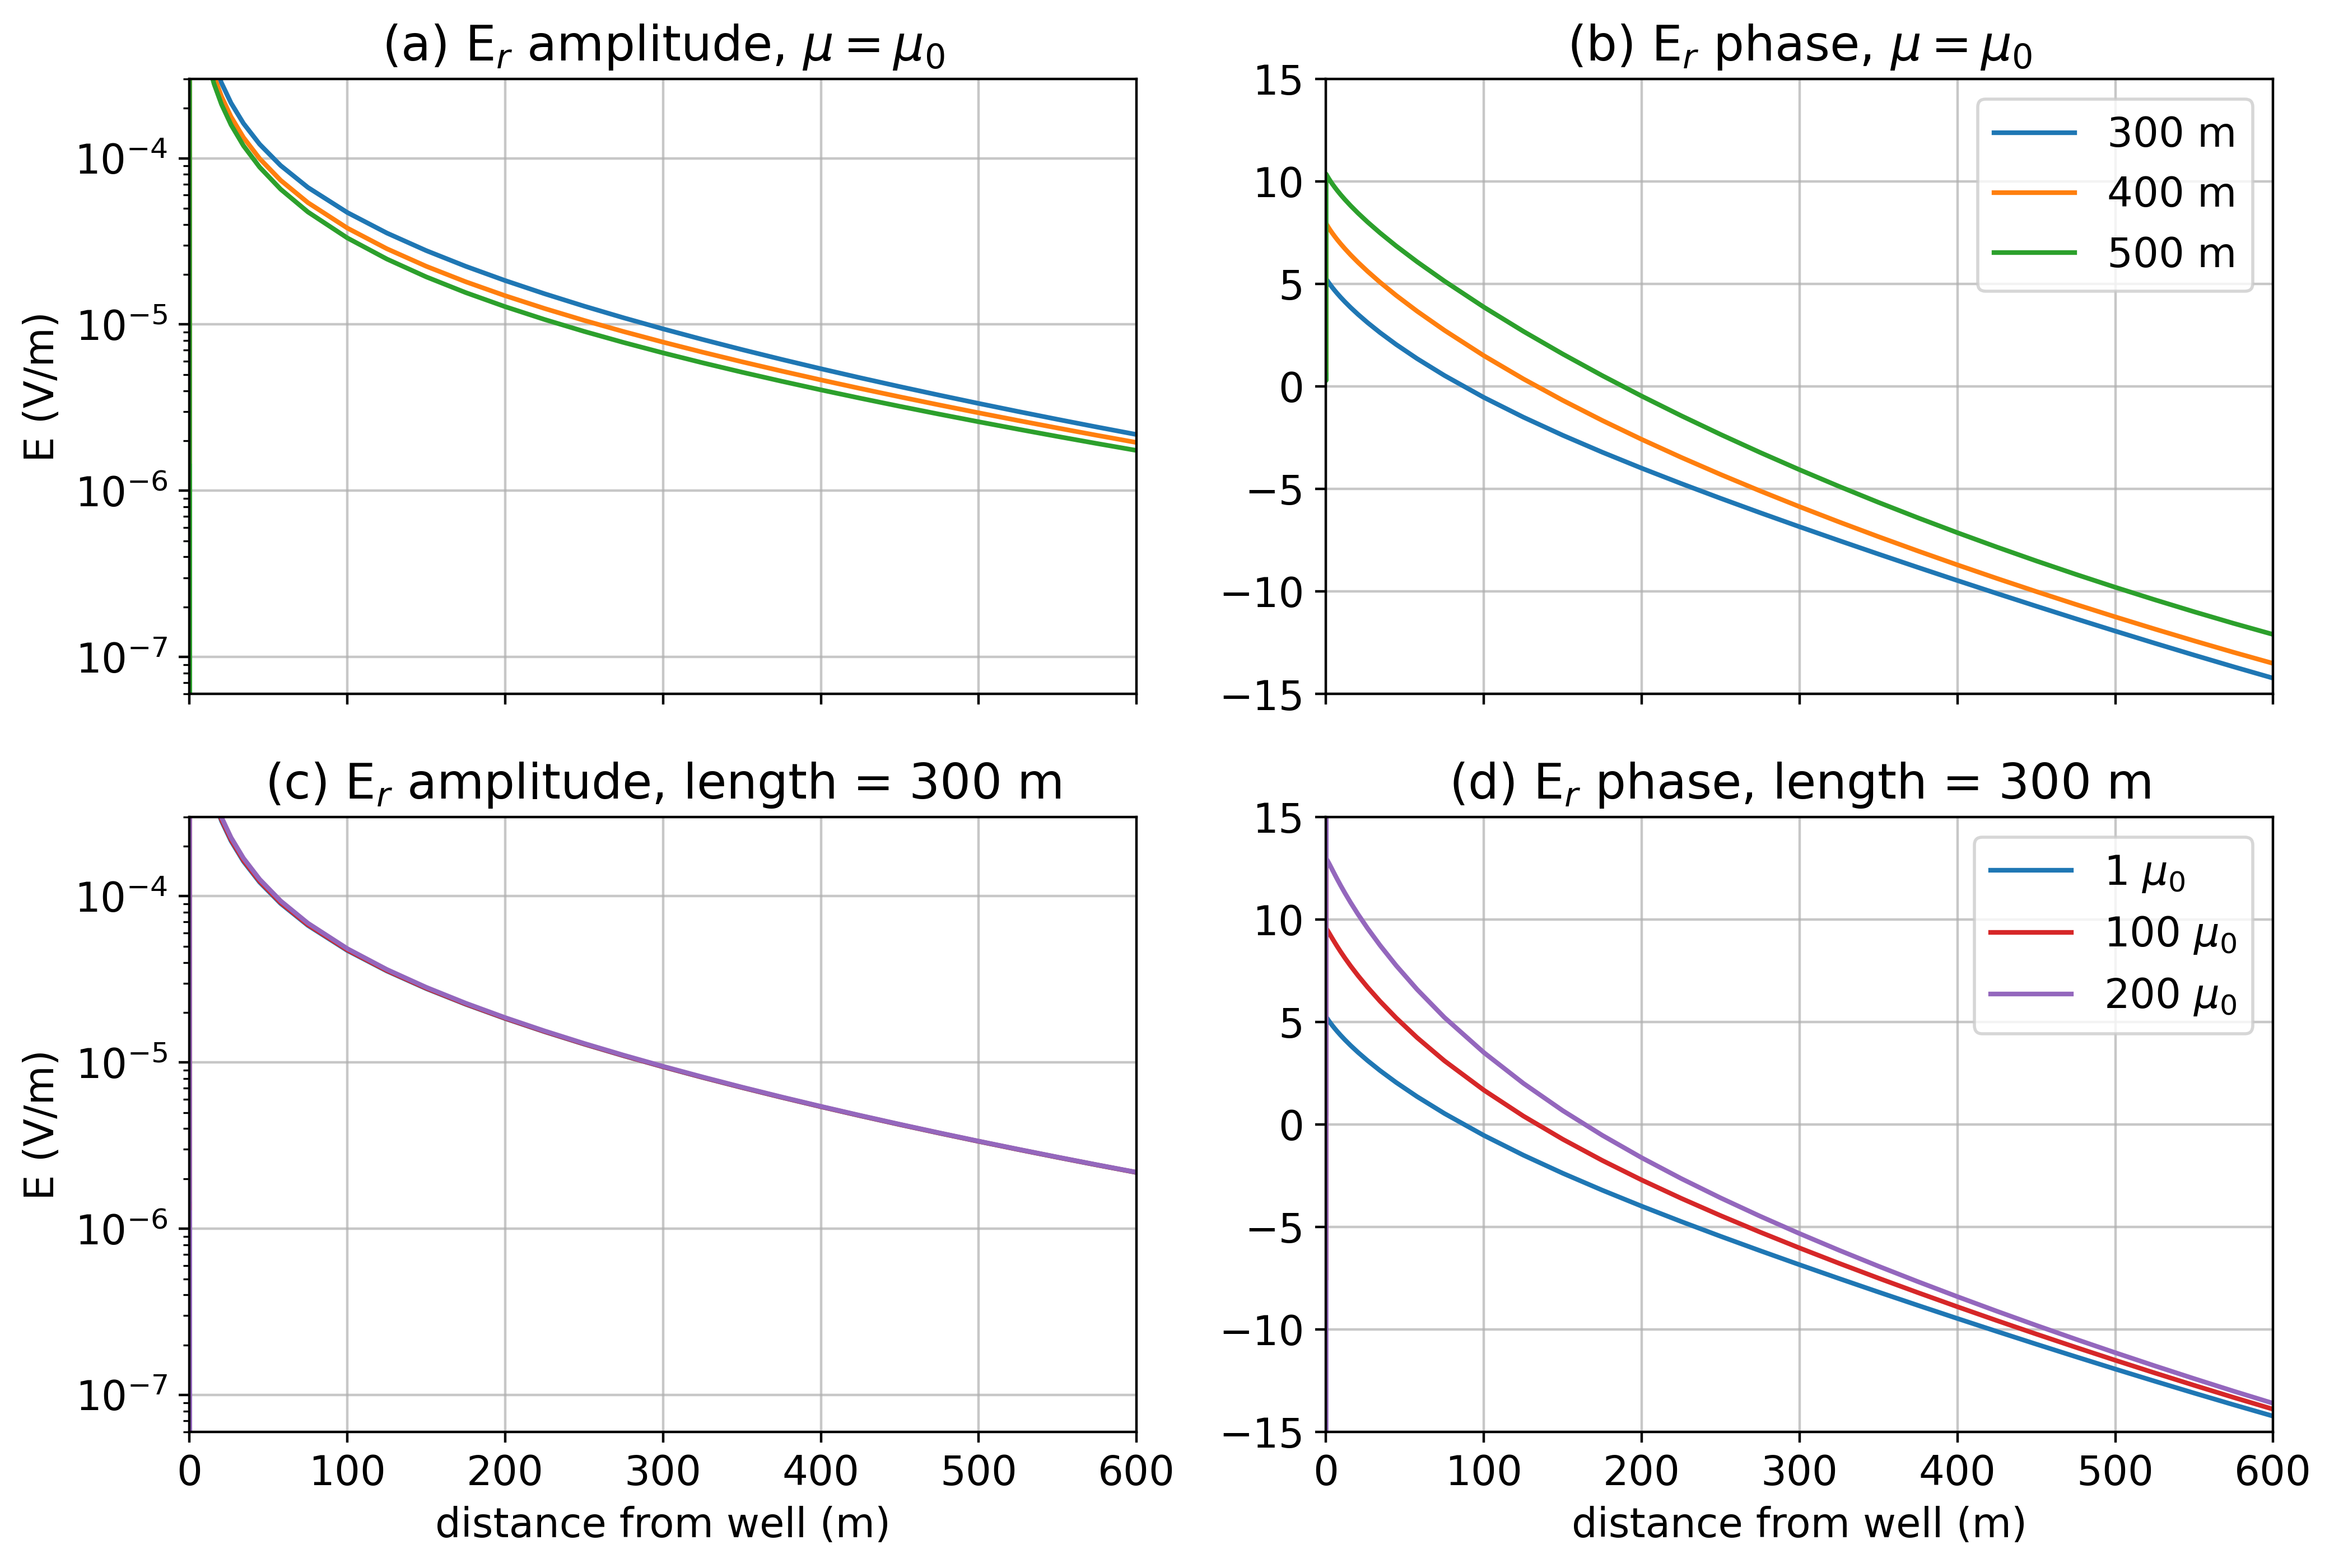 (a) E_r amplitude, μ = μ_0
10^−4
10^−5
10^−6
10^−7
E (V/m)
(b) E_r phase, μ = μ_0
15
10
5
0
−5
−10
−15
300 m
400 m
500 m
(c) E_r amplitude, length = 300 m
10^−4
10^−5
10^−6
10^−7
E (V/m)
0 100 200 300 400 500 600
distance from well (m)
(d) E_r phase, length = 300 m
15
10
5
0
−5
−10
−15
1 μ_0
100 μ_0
200 μ_0
0 100 200 300 400 500 600
distance from well (m)